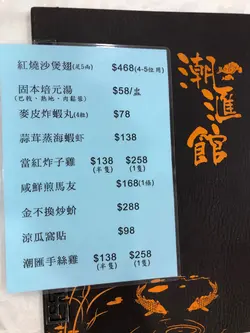 紅燒沙煲翅(足5両) $468(4-5位用)
固本培元湯 $58/盅
(巴戟、熟地、肉鬆蓉)
麥皮炸蝦丸(4粒) $78
蒜茸蒸海蝦虾 $138
當紅炸子雞 $138 $258
(半隻) (1隻)
咸鮮煎馬友 $168(1條)
金不換炒蚧 $288
涼瓜窩貼 $98
潮匯手絲雞 $138 $258
(半隻) (1隻)
潮滙館